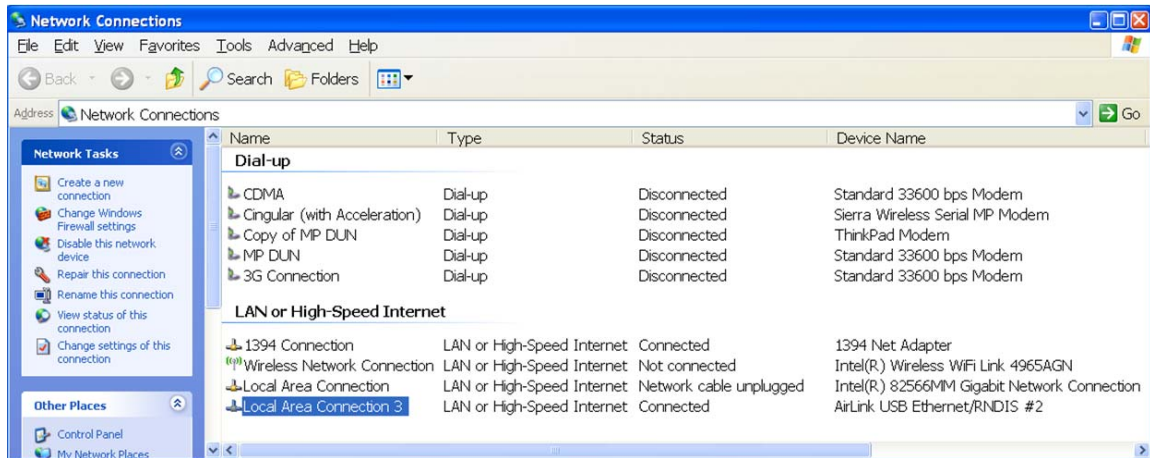 Network Connections
File Edit View Favorites Tools Advanced Help
Back Search Folders
Address Network Connections Go
Network Tasks
Create a new
connection
Change Windows
Firewall settings
Disable this network
device
Repair this connection
Rename this connection
View status of this
connection
Change settings of this
connection
Other Places
Control Panel
My Network Places
Name Type Status Device Name
Dial-up
CDMA Dial-up Disconnected Standard 33600 bps Modem
Cingular (with Acceleration) Dial-up Disconnected Sierra Wireless Serial MP Modem
Copy of MP DUN Dial-up Disconnected ThinkPad Modem
MP DUN Dial-up Disconnected Standard 33600 bps Modem
3G Connection Dial-up Disconnected Standard 33600 bps Modem
LAN or High-Speed Internet
1394 Connection LAN or High-Speed Internet Connected 1394 Net Adapter
Wireless Network Connection LAN or High-Speed Internet Not connected Intel(R) Wireless WiFi Link 4965AGN
Local Area Connection LAN or High-Speed Internet Network cable unplugged Intel(R) 82566MM Gigabit Network Connection
Local Area Connection 3 LAN or High-Speed Internet Connected AirLink USB Ethernet/RNDIS #2